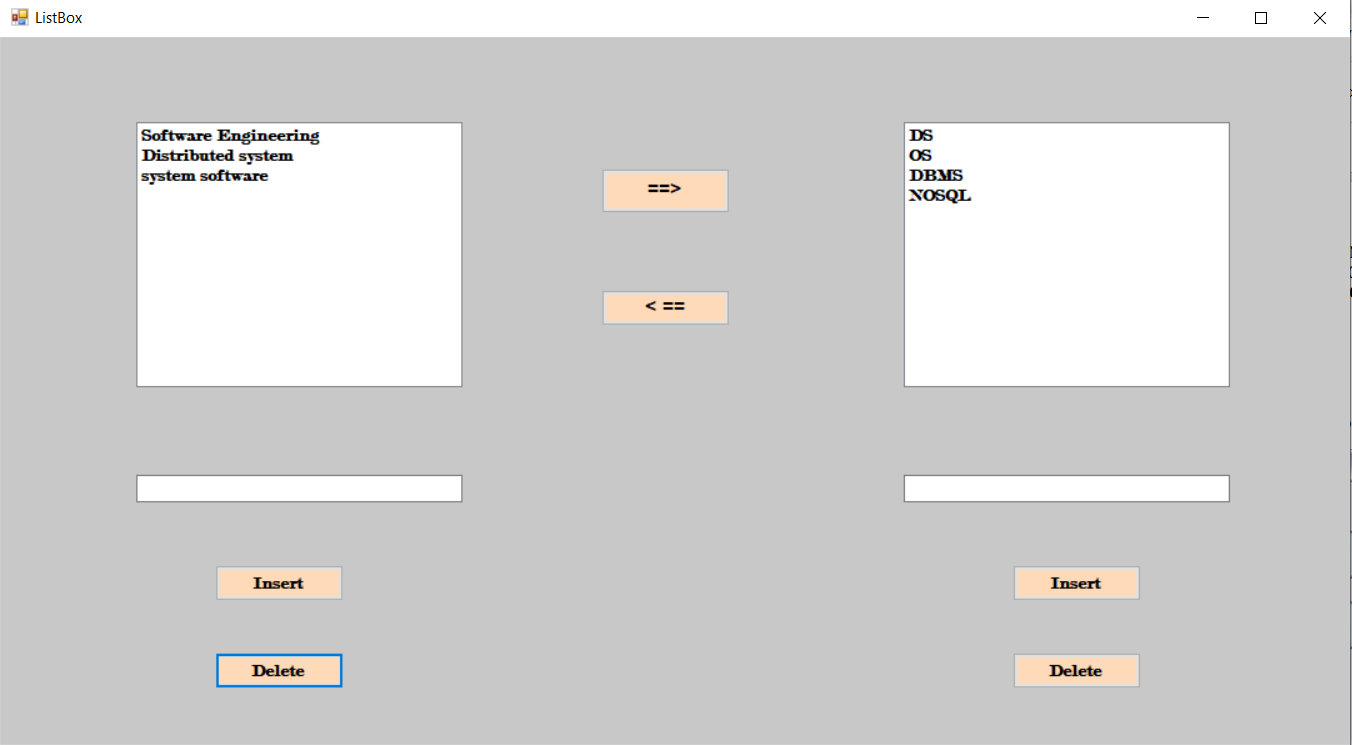 ListBox
Software Engineering
Distributed system
system software
==>
< ==
DS
OS
DBMS
NOSQL
Insert
Delete
Insert
Delete